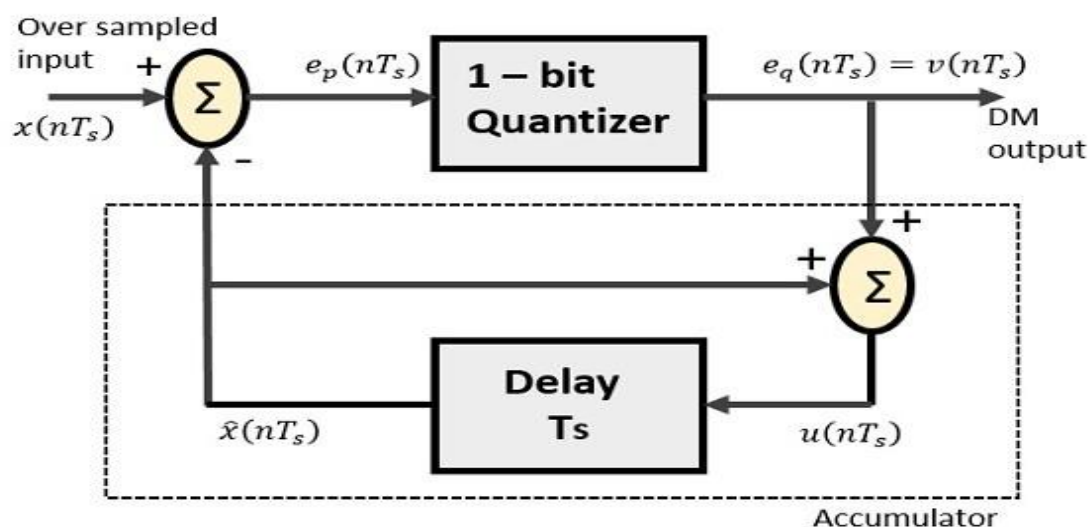 Over sampled
input
+
Σ
e_p(nT_s)
1 – bit
Quantizer
e_q(nT_s) = v(nT_s)
x(nT_s)
-
DM
output
+
+
Σ
Delay
Ts
x̂(nT_s)
u(nT_s)
Accumulator